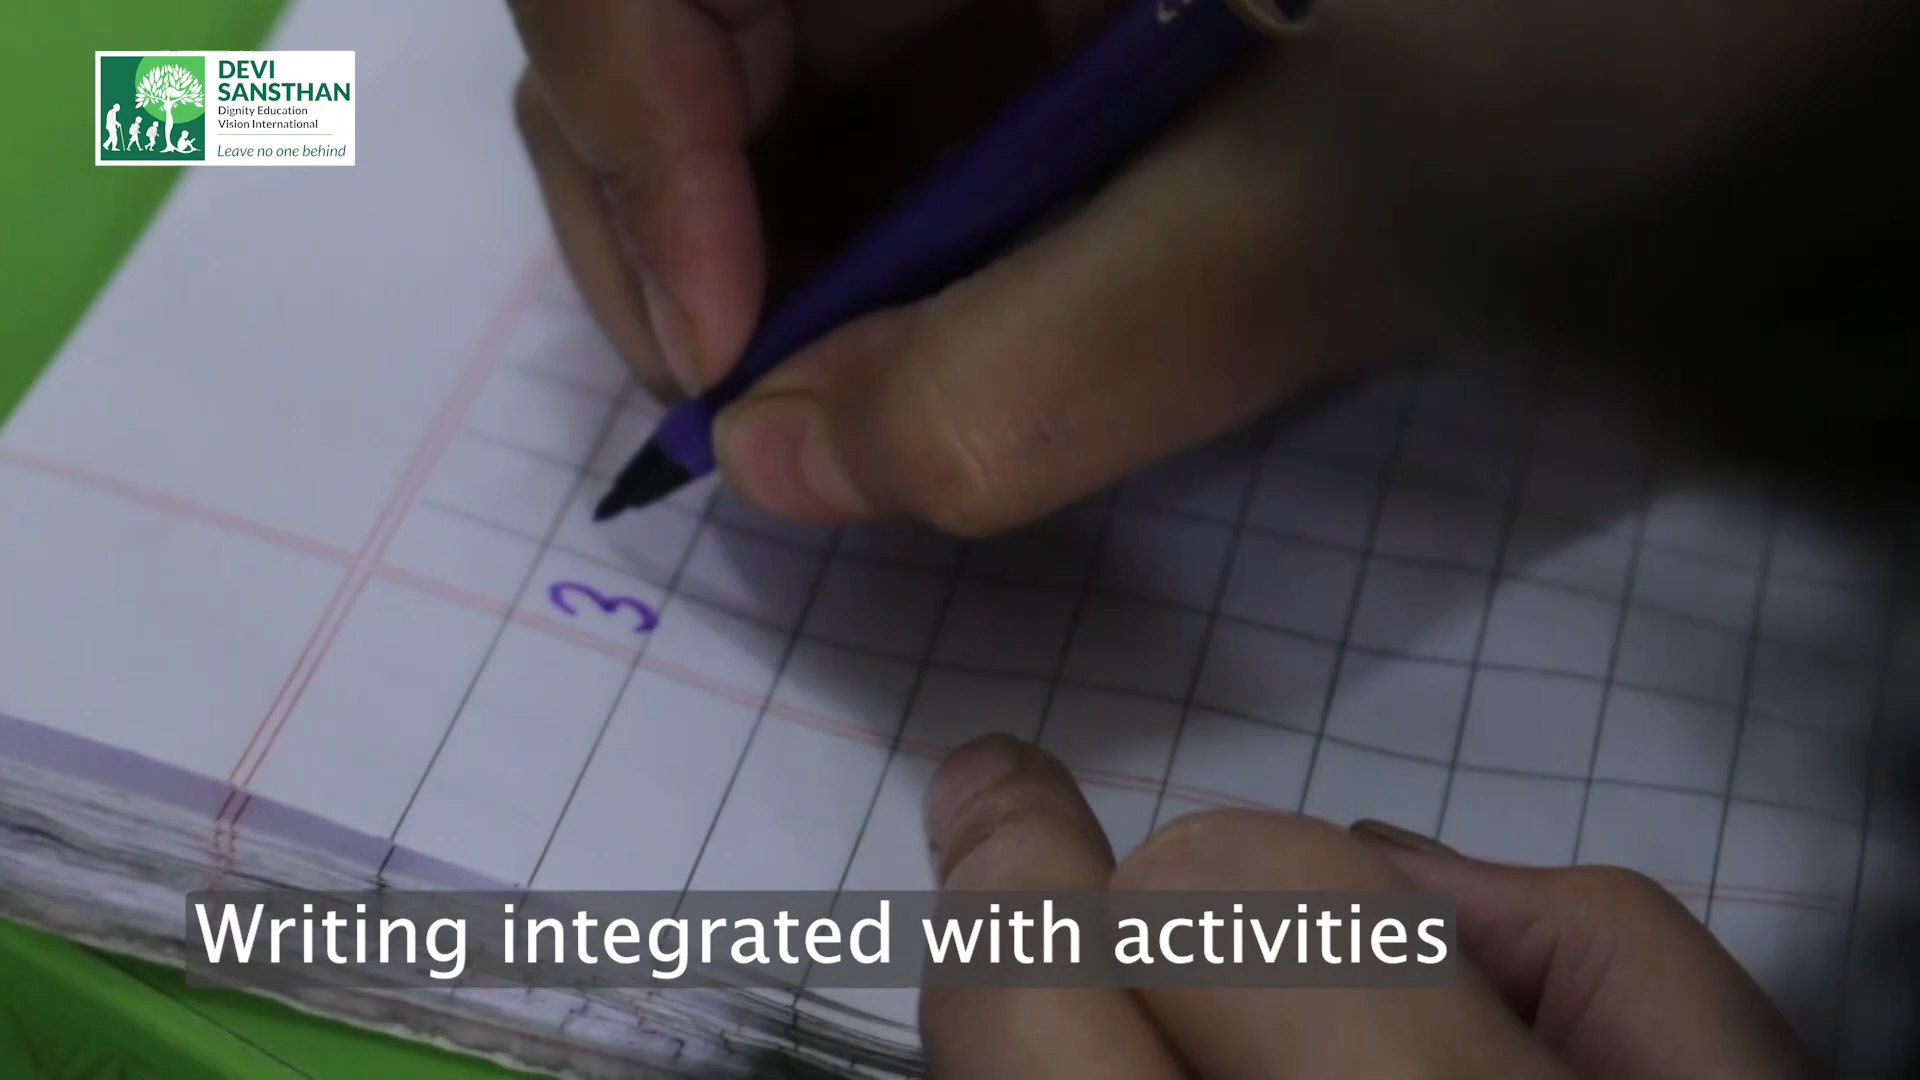 DEVI
SANSTHAN
Dignity Education
Vision International
Leave no one behind
3
Writing integrated with activities